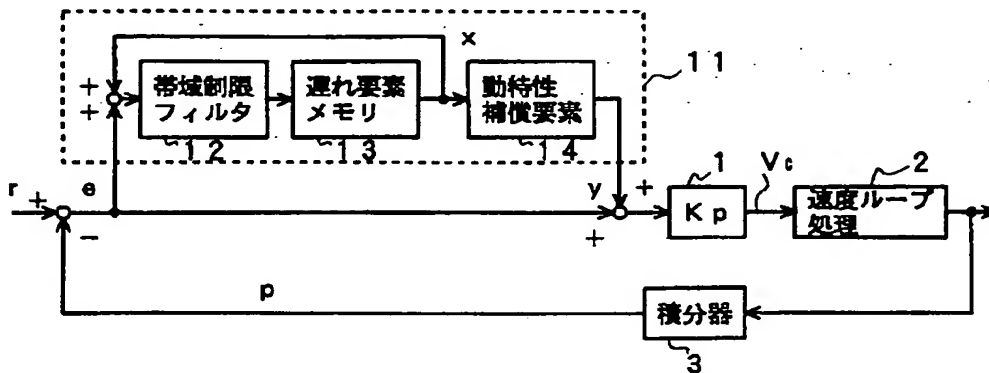 x
11
+
+
帯域制限
フィルタ
12
遅れ要素
メモリ
13
動特性
補償要素
14
r
+
e
−
y
+
+
1
Kp
Vc
2
速度ループ
処理
p
積分器
3